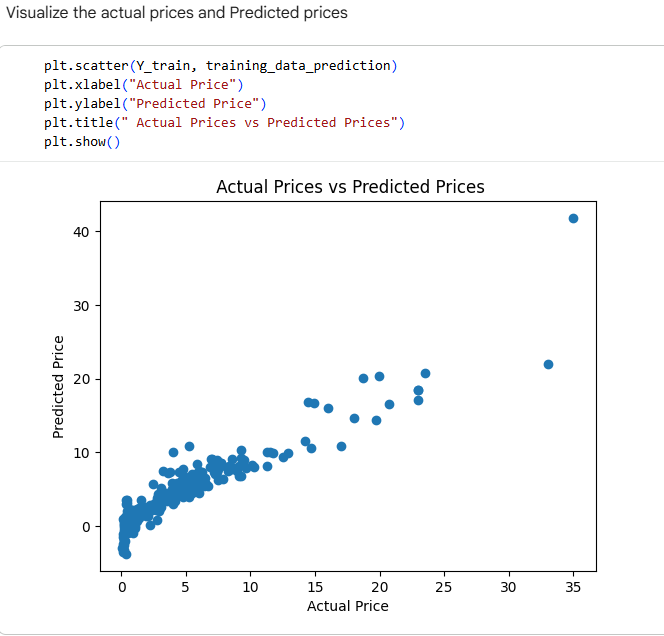 Visualize the actual prices and Predicted prices
plt.scatter(Y_train, training_data_prediction)
plt.xlabel("Actual Price")
plt.ylabel("Predicted Price")
plt.title(" Actual Prices vs Predicted Prices")
plt.show()
Actual Prices vs Predicted Prices
40
30
20
10
0
Predicted Price
0 5 10 15 20 25 30 35
Actual Price